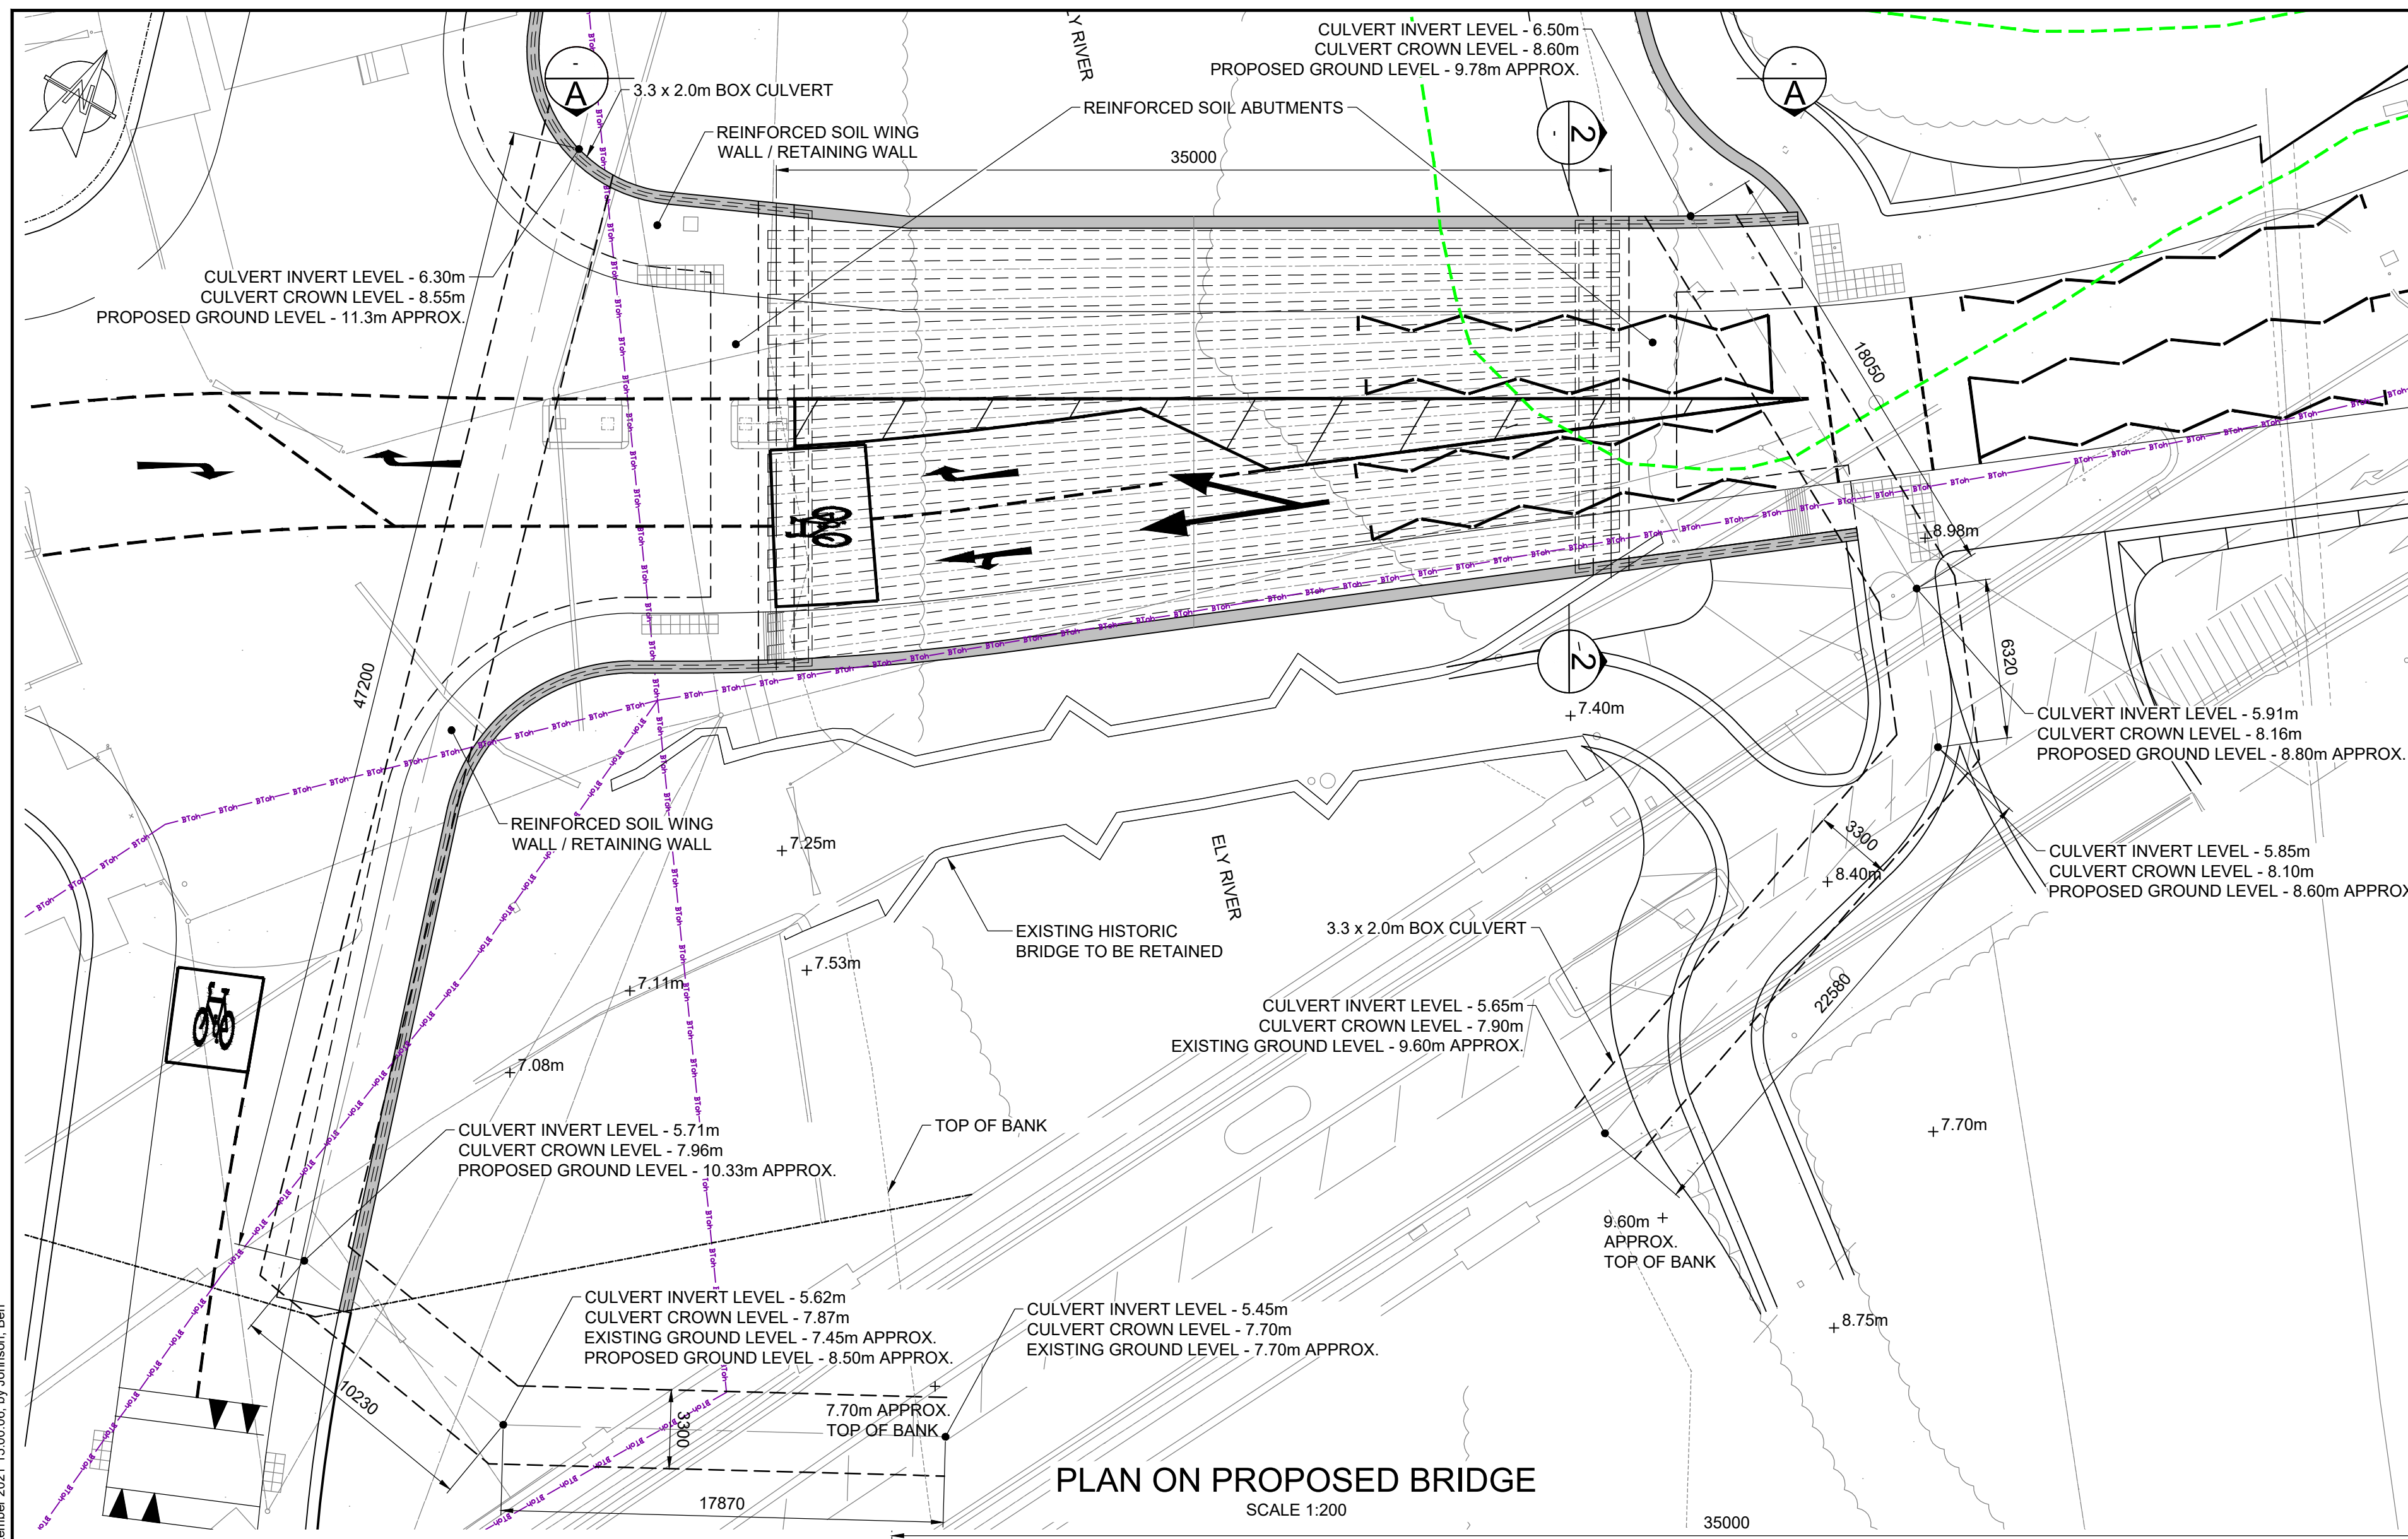 Y RIVER
CULVERT INVERT LEVEL - 6.50m
CULVERT CROWN LEVEL - 8.60m
PROPOSED GROUND LEVEL - 9.78m APPROX.
-
A
-
A
3.3 x 2.0m BOX CULVERT
REINFORCED SOIL ABUTMENTS
-
2
REINFORCED SOIL WING
WALL / RETAINING WALL
35000
CULVERT INVERT LEVEL - 6.30m
CULVERT CROWN LEVEL - 8.55m
PROPOSED GROUND LEVEL - 11.3m APPROX.
18050
8.98m
47200
6320
-
2
7.40m
CULVERT INVERT LEVEL - 5.91m
CULVERT CROWN LEVEL - 8.16m
PROPOSED GROUND LEVEL - 8.80m APPROX.
REINFORCED SOIL WING
WALL / RETAINING WALL
7.25m
3300
8.40m
CULVERT INVERT LEVEL - 5.85m
CULVERT CROWN LEVEL - 8.10m
PROPOSED GROUND LEVEL - 8.60m APPROX
ELY RIVER
EXISTING HISTORIC
BRIDGE TO BE RETAINED
3.3 x 2.0m BOX CULVERT
7.53m
7.11m
22580
CULVERT INVERT LEVEL - 5.65m
CULVERT CROWN LEVEL - 7.90m
EXISTING GROUND LEVEL - 9.60m APPROX.
7.08m
CULVERT INVERT LEVEL - 5.71m
CULVERT CROWN LEVEL - 7.96m
PROPOSED GROUND LEVEL - 10.33m APPROX.
TOP OF BANK
7.70m
9.60m
APPROX.
TOP OF BANK
CULVERT INVERT LEVEL - 5.62m
CULVERT CROWN LEVEL - 7.87m
EXISTING GROUND LEVEL - 7.45m APPROX.
PROPOSED GROUND LEVEL - 8.50m APPROX.
CULVERT INVERT LEVEL - 5.45m
CULVERT CROWN LEVEL - 7.70m
EXISTING GROUND LEVEL - 7.70m APPROX.
8.75m
10230
3300
7.70m APPROX.
TOP OF BANK
17870
PLAN ON PROPOSED BRIDGE
SCALE 1:200
35000
BToh